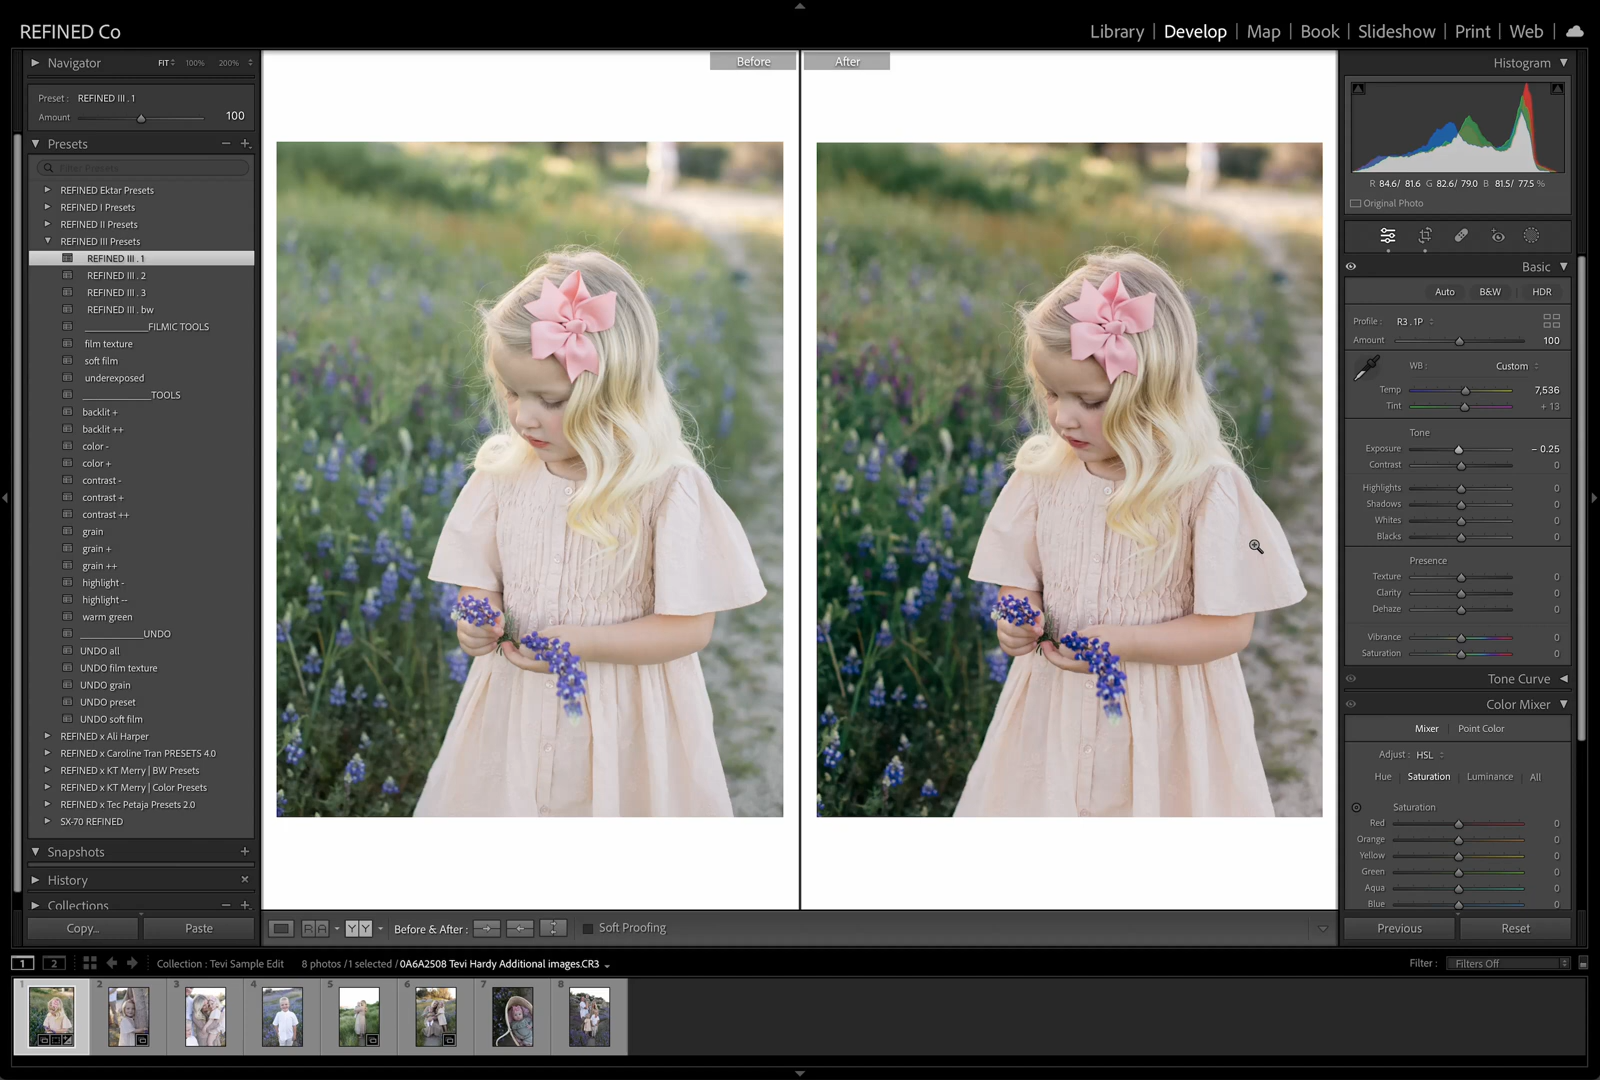 REFINED Co
Library | Develop | Map | Book | Slideshow | Print | Web
Navigator FIT 100% 200%
Preset : REFINED III . 1
Amount 100
Presets
Filter Presets
REFINED Ektar Presets
REFINED I Presets
REFINED II Presets
REFINED III Presets
REFINED III . 1
REFINED III . 2
REFINED III . 3
REFINED III . bw
____________FILMIC TOOLS
film texture
soft film
underexposed
_____________TOOLS
backlit +
backlit ++
color -
color +
contrast -
contrast +
contrast ++
grain
grain +
grain ++
highlight -
highlight --
warm green
____________UNDO
UNDO all
UNDO film texture
UNDO grain
UNDO preset
UNDO soft film
REFINED x Ali Harper
REFINED x Caroline Tran PRESETS 4.0
REFINED x KT Merry | BW Presets
REFINED x KT Merry | Color Presets
REFINED x Tec Petaja Presets 2.0
SX-70 REFINED
Snapshots
History
Collections
Copy... Paste
Before After
R A Y Y Before & After : Soft Proofing
Histogram
R 84.6/ 81.6 G 82.6/ 79.0 B 81.5/ 77.5 %
Original Photo
Basic
Auto B&W HDR
Profile : R3 . 1P
Amount 100
WB : Custom
Temp 7,536
Tint + 13
Tone
Exposure – 0.25
Contrast 0
Highlights 0
Shadows 0
Whites 0
Blacks 0
Presence
Texture 0
Clarity 0
Dehaze 0
Vibrance 0
Saturation 0
Tone Curve
Color Mixer
Mixer | Point Color
Adjust : HSL
Hue Saturation Luminance All
Saturation
Red 0
Orange 0
Yellow 0
Green 0
Aqua 0
Blue 0
Previous Reset
1 2 Collection : Tevi Sample Edit 8 photos / 1 selected / 0A6A2508 Tevi Hardy Additional images.CR3 Filter : Filters Off
1 2 3 4 5 6 7 8